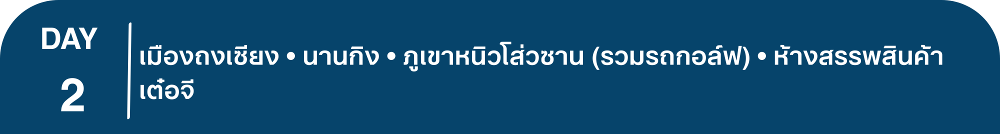 DAY
2
เมืองถงเซียง • นานกิง • ภูเขาหนิวโส่วซาน (รวมรถกอล์ฟ) • ห้างสรรพสินค้า
เต๋อจี